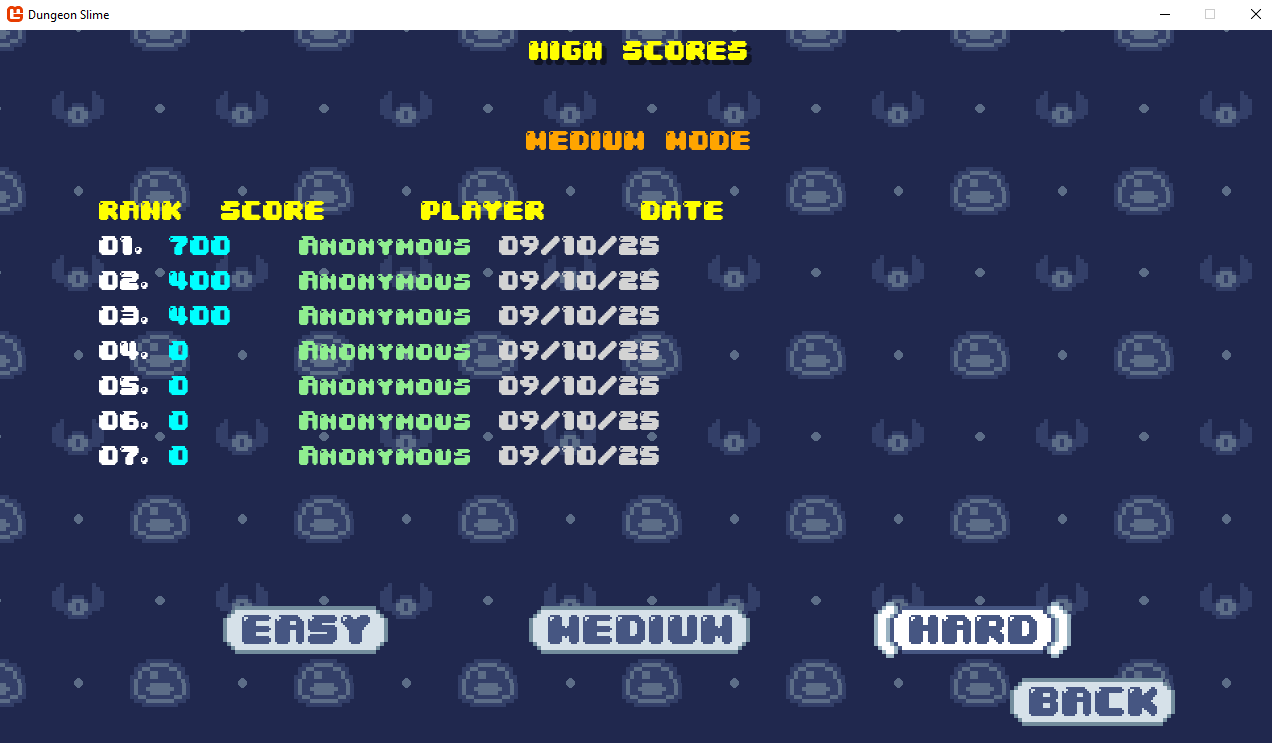 Dungeon Slime
HIGH SCORES
MEDIUM MODE
RANK SCORE PLAYER DATE
01. 700 Anonymous 09/10/25
02. 400 Anonymous 09/10/25
03. 400 Anonymous 09/10/25
04. 0 Anonymous 09/10/25
05. 0 Anonymous 09/10/25
06. 0 Anonymous 09/10/25
07. 0 Anonymous 09/10/25
EASY MEDIUM HARD
BACK